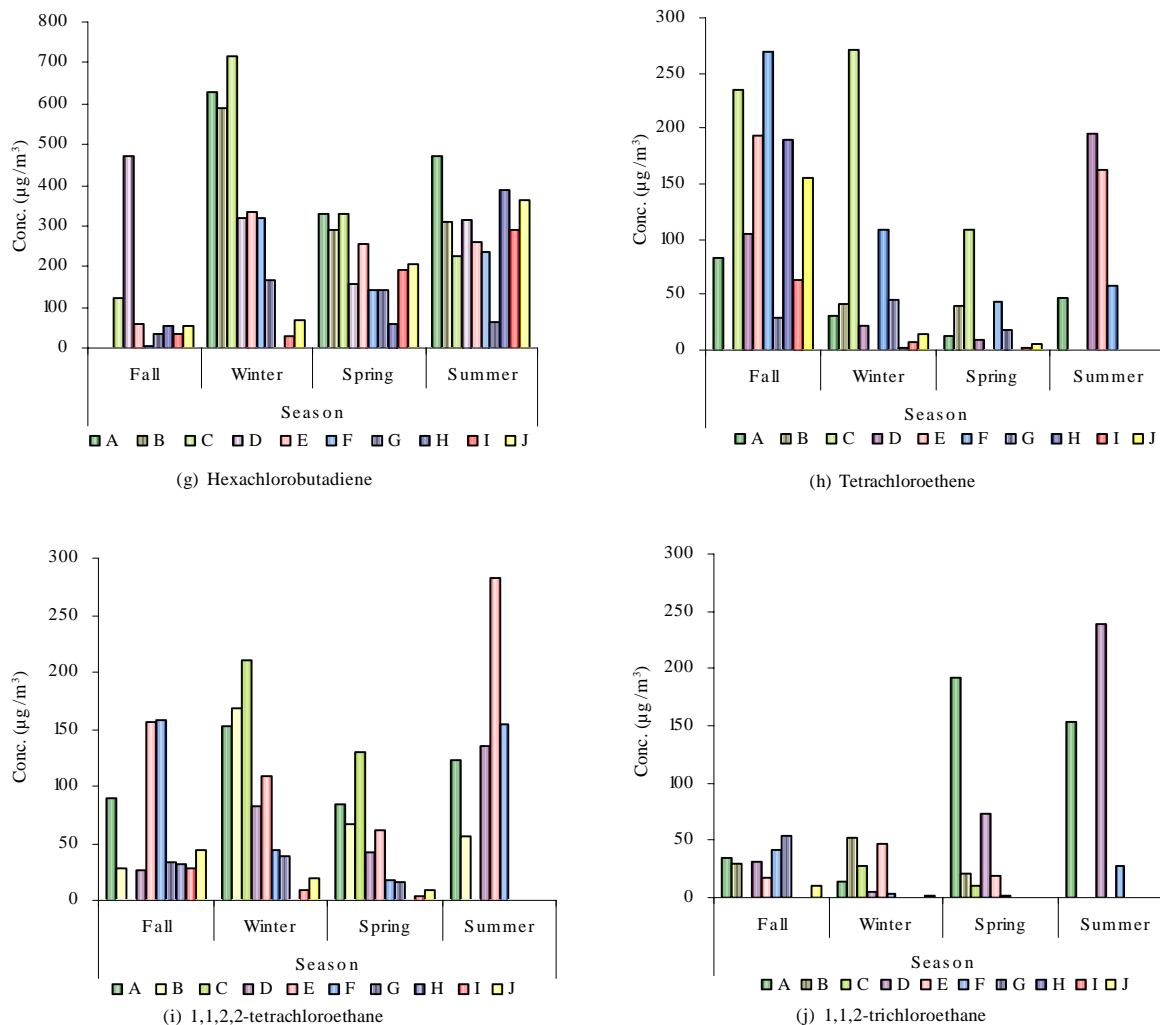 800
700
600
500
400
300
200
100
0
Conc. (µg/m³)
Fall Winter Spring Summer
Season
A B C D E F G H I J
(g) Hexachlorobutadiene
300
250
200
150
100
50
0
Conc. (µg/m³)
Fall Winter Spring Summer
Season
A B C D E F G H I J
(h) Tetrachloroethene
300
250
200
150
100
50
0
Conc. (µg/m³)
Fall Winter Spring Summer
Season
A B C D E F G H I J
(i) 1,1,2,2-tetrachloroethane
300
250
200
150
100
50
0
Conc. (µg/m³)
Fall Winter Spring Summer
Season
A B C D E F G H I J
(j) 1,1,2-trichloroethane